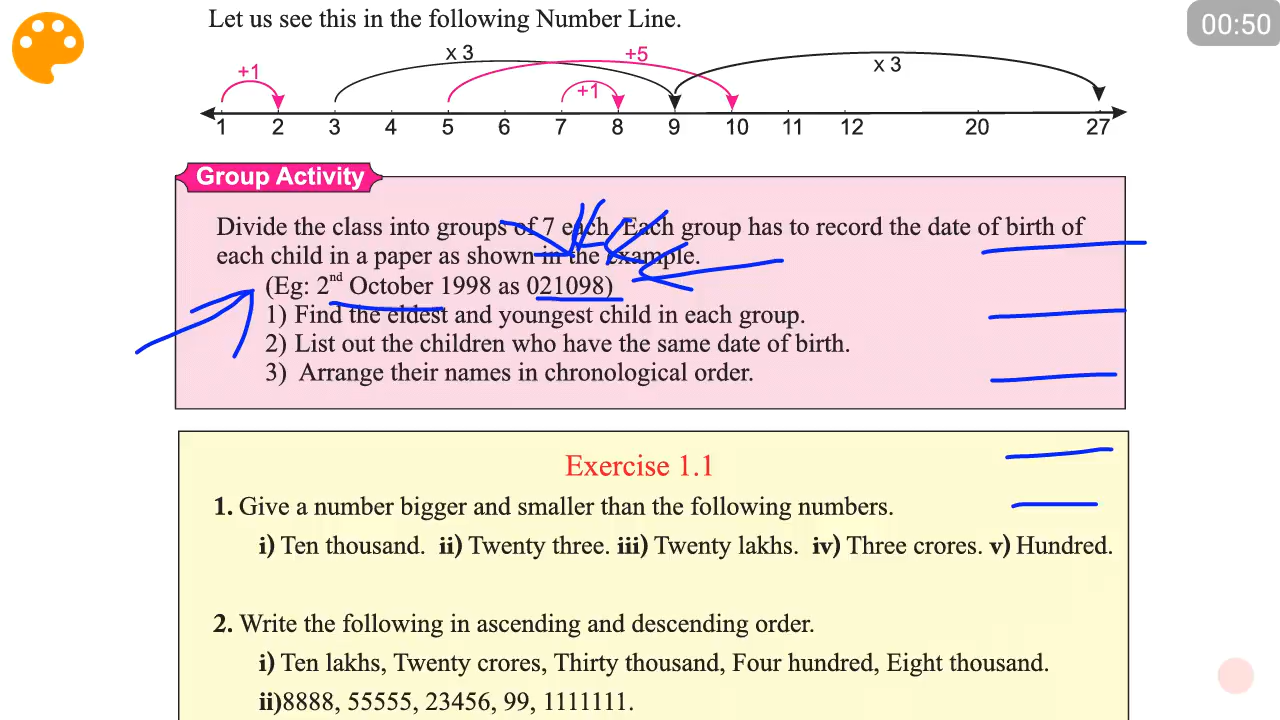 00:50
Let us see this in the following Number Line.
+1 x 3 +5 +1 x 3
1 2 3 4 5 6 7 8 9 10 11 12 20 27
Group Activity
Divide the class into groups of 7 each. Each group has to record the date of birth of
each child in a paper as shown in the example.
(Eg: 2nd October 1998 as 021098)
1) Find the eldest and youngest child in each group.
2) List out the children who have the same date of birth.
3) Arrange their names in chronological order.
Exercise 1.1
1. Give a number bigger and smaller than the following numbers.
i) Ten thousand. ii) Twenty three. iii) Twenty lakhs. iv) Three crores. v) Hundred.
2. Write the following in ascending and descending order.
i) Ten lakhs, Twenty crores, Thirty thousand, Four hundred, Eight thousand.
ii)8888, 55555, 23456, 99, 1111111.